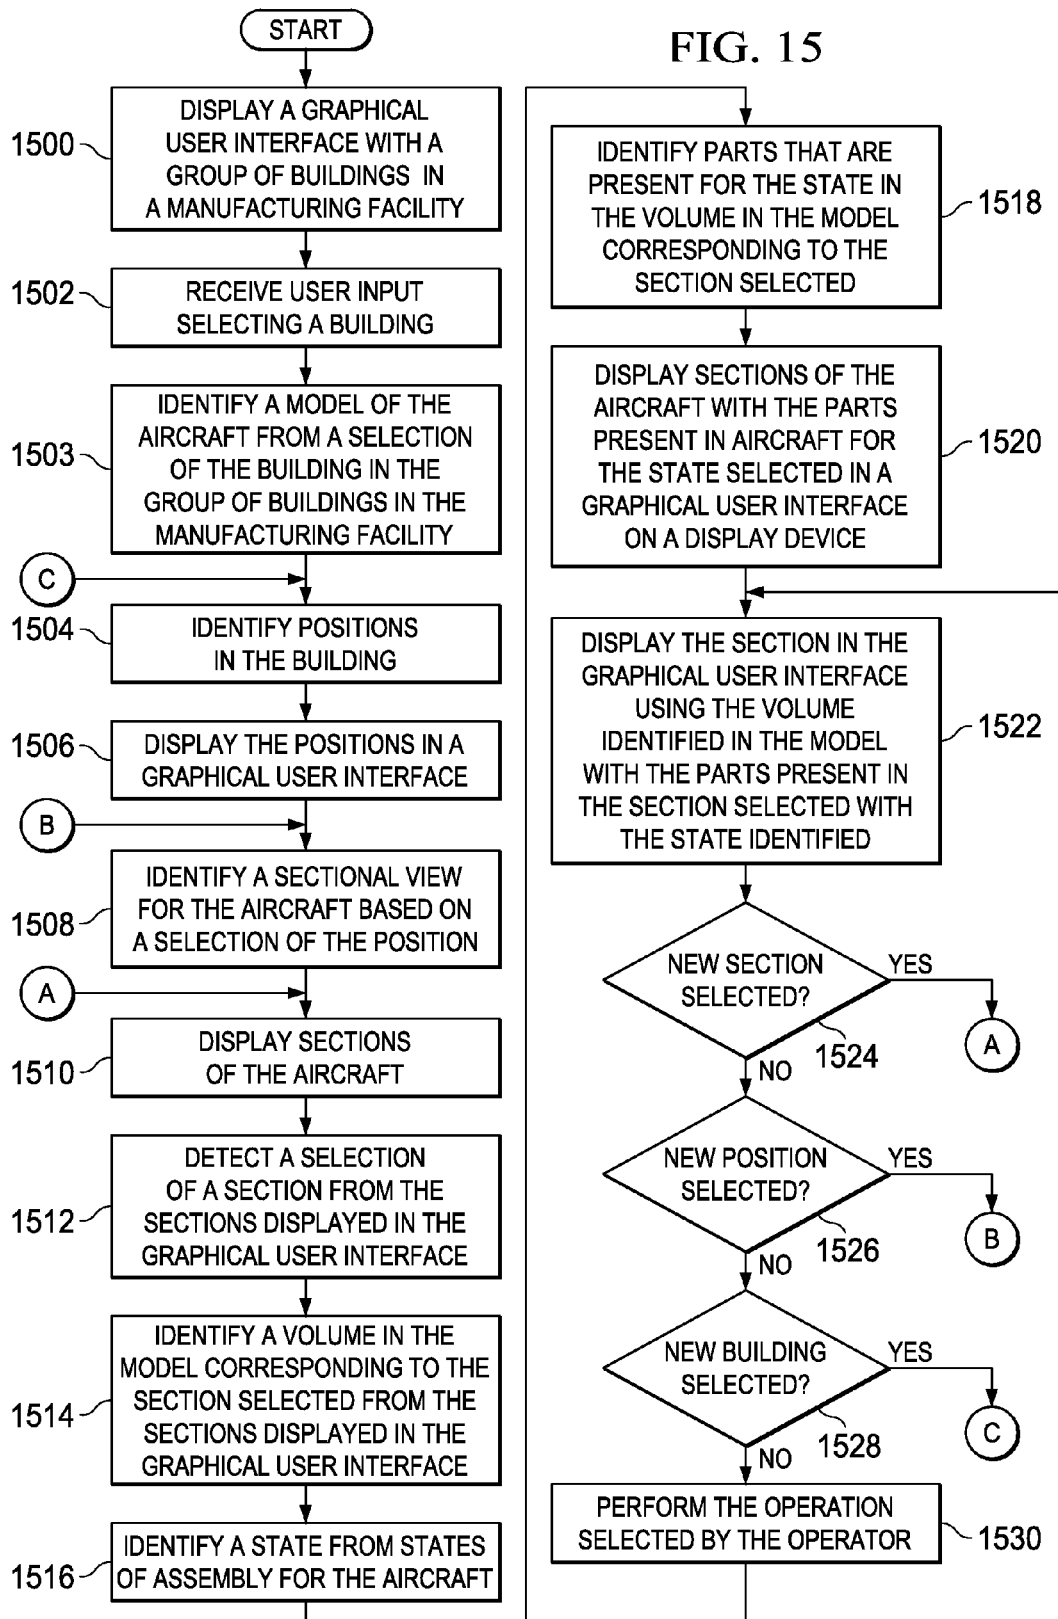 START
FIG. 15
1500
DISPLAY A GRAPHICAL
USER INTERFACE WITH A
GROUP OF BUILDINGS IN
A MANUFACTURING FACILITY
1502
RECEIVE USER INPUT
SELECTING A BUILDING
1503
IDENTIFY A MODEL OF THE
AIRCRAFT FROM A SELECTION
OF THE BUILDING IN THE
GROUP OF BUILDINGS IN THE
MANUFACTURING FACILITY
C
1504
IDENTIFY POSITIONS
IN THE BUILDING
1506
DISPLAY THE POSITIONS IN A
GRAPHICAL USER INTERFACE
B
1508
IDENTIFY A SECTIONAL VIEW
FOR THE AIRCRAFT BASED ON
A SELECTION OF THE POSITION
A
1510
DISPLAY SECTIONS
OF THE AIRCRAFT
1512
DETECT A SELECTION
OF A SECTION FROM THE
SECTIONS DISPLAYED IN THE
GRAPHICAL USER INTERFACE
1514
IDENTIFY A VOLUME IN THE
MODEL CORRESPONDING TO THE
SECTION SELECTED FROM THE
SECTIONS DISPLAYED IN THE
GRAPHICAL USER INTERFACE
1516
IDENTIFY A STATE FROM STATES
OF ASSEMBLY FOR THE AIRCRAFT
IDENTIFY PARTS THAT ARE
PRESENT FOR THE STATE IN
THE VOLUME IN THE MODEL
CORRESPONDING TO THE
SECTION SELECTED
1518
DISPLAY SECTIONS OF THE
AIRCRAFT WITH THE PARTS
PRESENT IN AIRCRAFT FOR
THE STATE SELECTED IN A
GRAPHICAL USER INTERFACE
ON A DISPLAY DEVICE
1520
DISPLAY THE SECTION IN THE
GRAPHICAL USER INTERFACE
USING THE VOLUME
IDENTIFIED IN THE MODEL
WITH THE PARTS PRESENT IN
THE SECTION SELECTED WITH
THE STATE IDENTIFIED
1522
NEW SECTION
SELECTED?
YES
A
1524
NO
NEW POSITION
SELECTED?
YES
B
1526
NO
NEW BUILDING
SELECTED?
YES
C
1528
NO
PERFORM THE OPERATION
SELECTED BY THE OPERATOR
1530